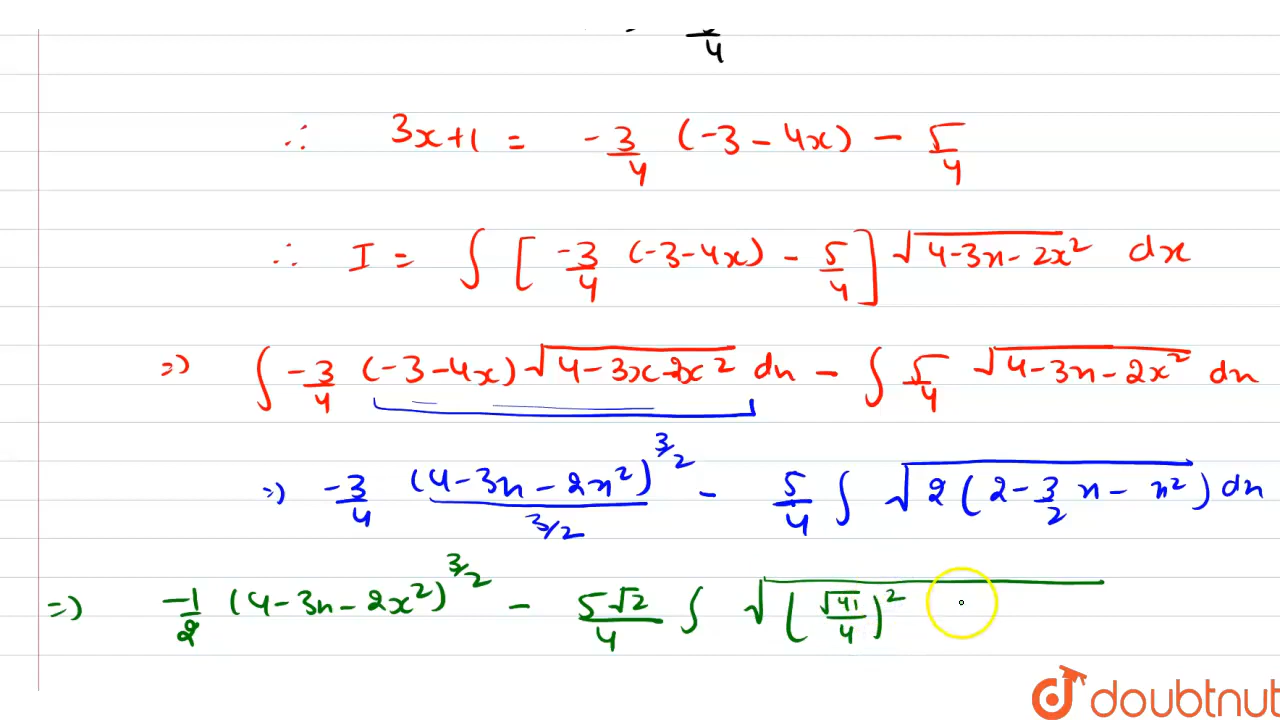 4
∴ 3x+1 = -3/4 (-3-4x) - 5/4
∴ I = ∫ [ -3/4 (-3-4x) - 5/4 ] √(4-3x-2x²) dx
=) ∫ -3/4 (-3-4x) √(4-3x-2x²) dx - ∫ 5/4 √(4-3x-2x²) dx
=) -3/4 (4-3x-2x²)^3/2 / 3/2 - 5/4 ∫ √2(2-3/2 x-x²) dx
=) -1/2 (4-3x-2x²)^3/2 - 5√2/4 ∫ √(√41/4)²
doubtnut